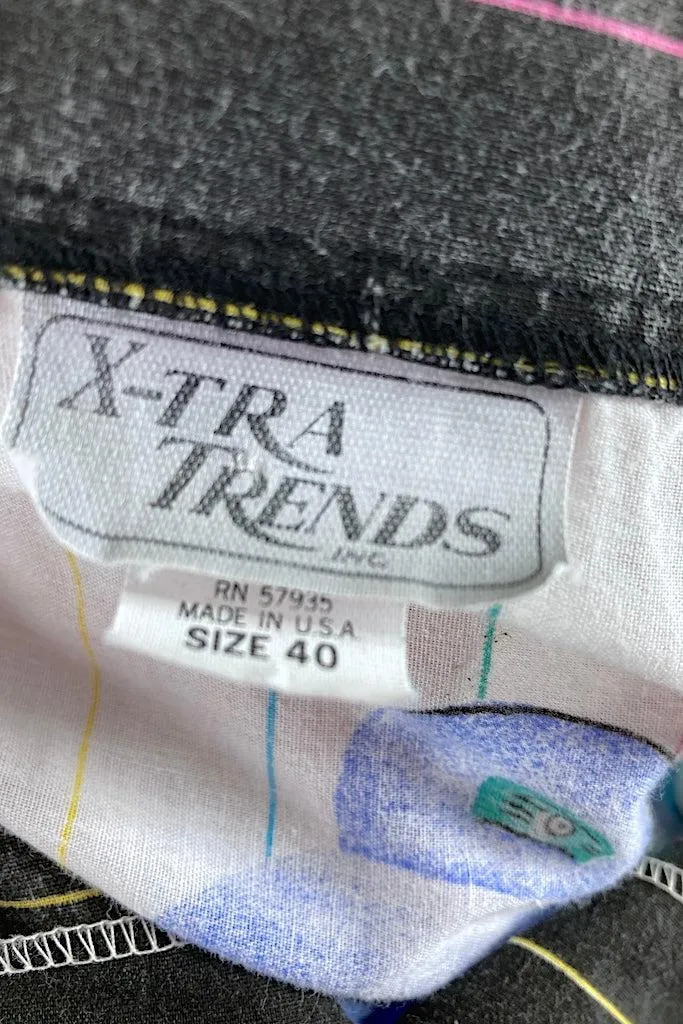 X-TRA
TRENDS
INC
RN 57935
MADE IN U.S.A
SIZE 40